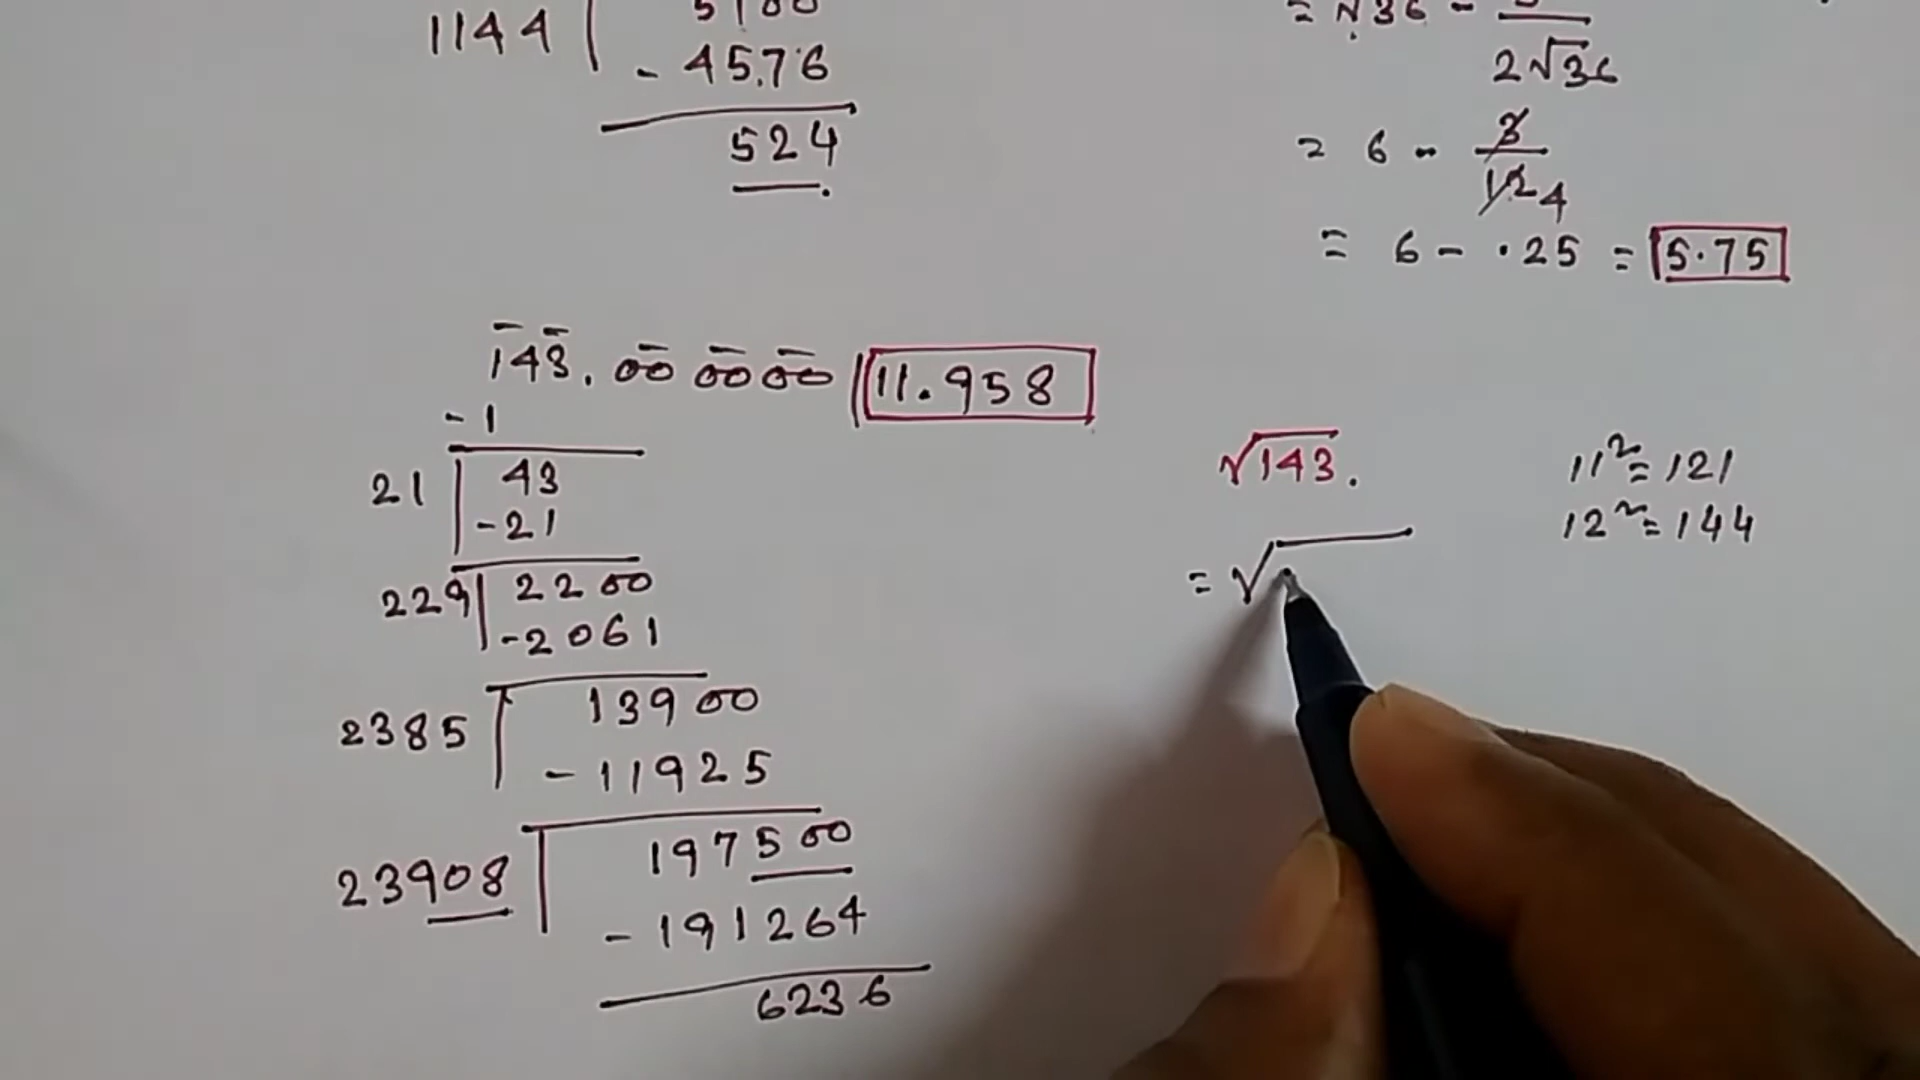 1144 5100
- 4576
524
= √36 - 3
2√36
= 6 - 3
12 4
= 6 - .25 = 5.75
143.00 00 00 11.958
- 1
21 43
- 21
229 2200
- 2061
2385 13900
- 11925
23908 197500
- 191264
6236
√143.
11² = 121
12² = 144
= √